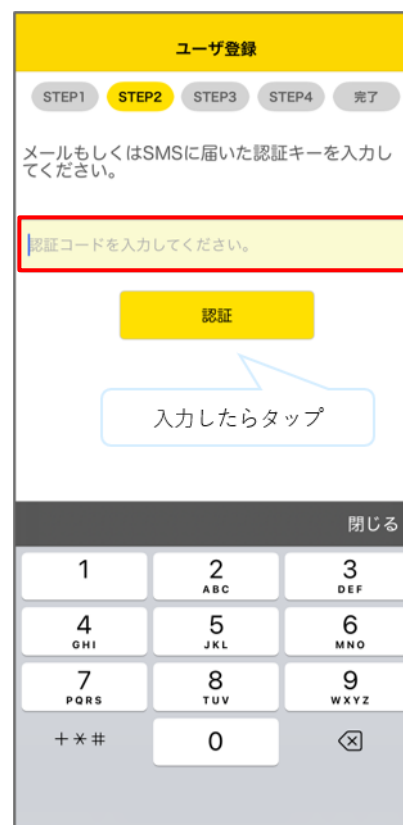 ユーザ登録
STEP1 STEP2 STEP3 STEP4 完了
メールもしくはSMSに届いた認証キーを入力し
てください。
認証コードを入力してください。
認証
入力したらタップ
閉じる
1 2 3
ABC DEF
4 5 6
GHI JKL MNO
7 8 9
PQRS TUV WXYZ
+*# 0